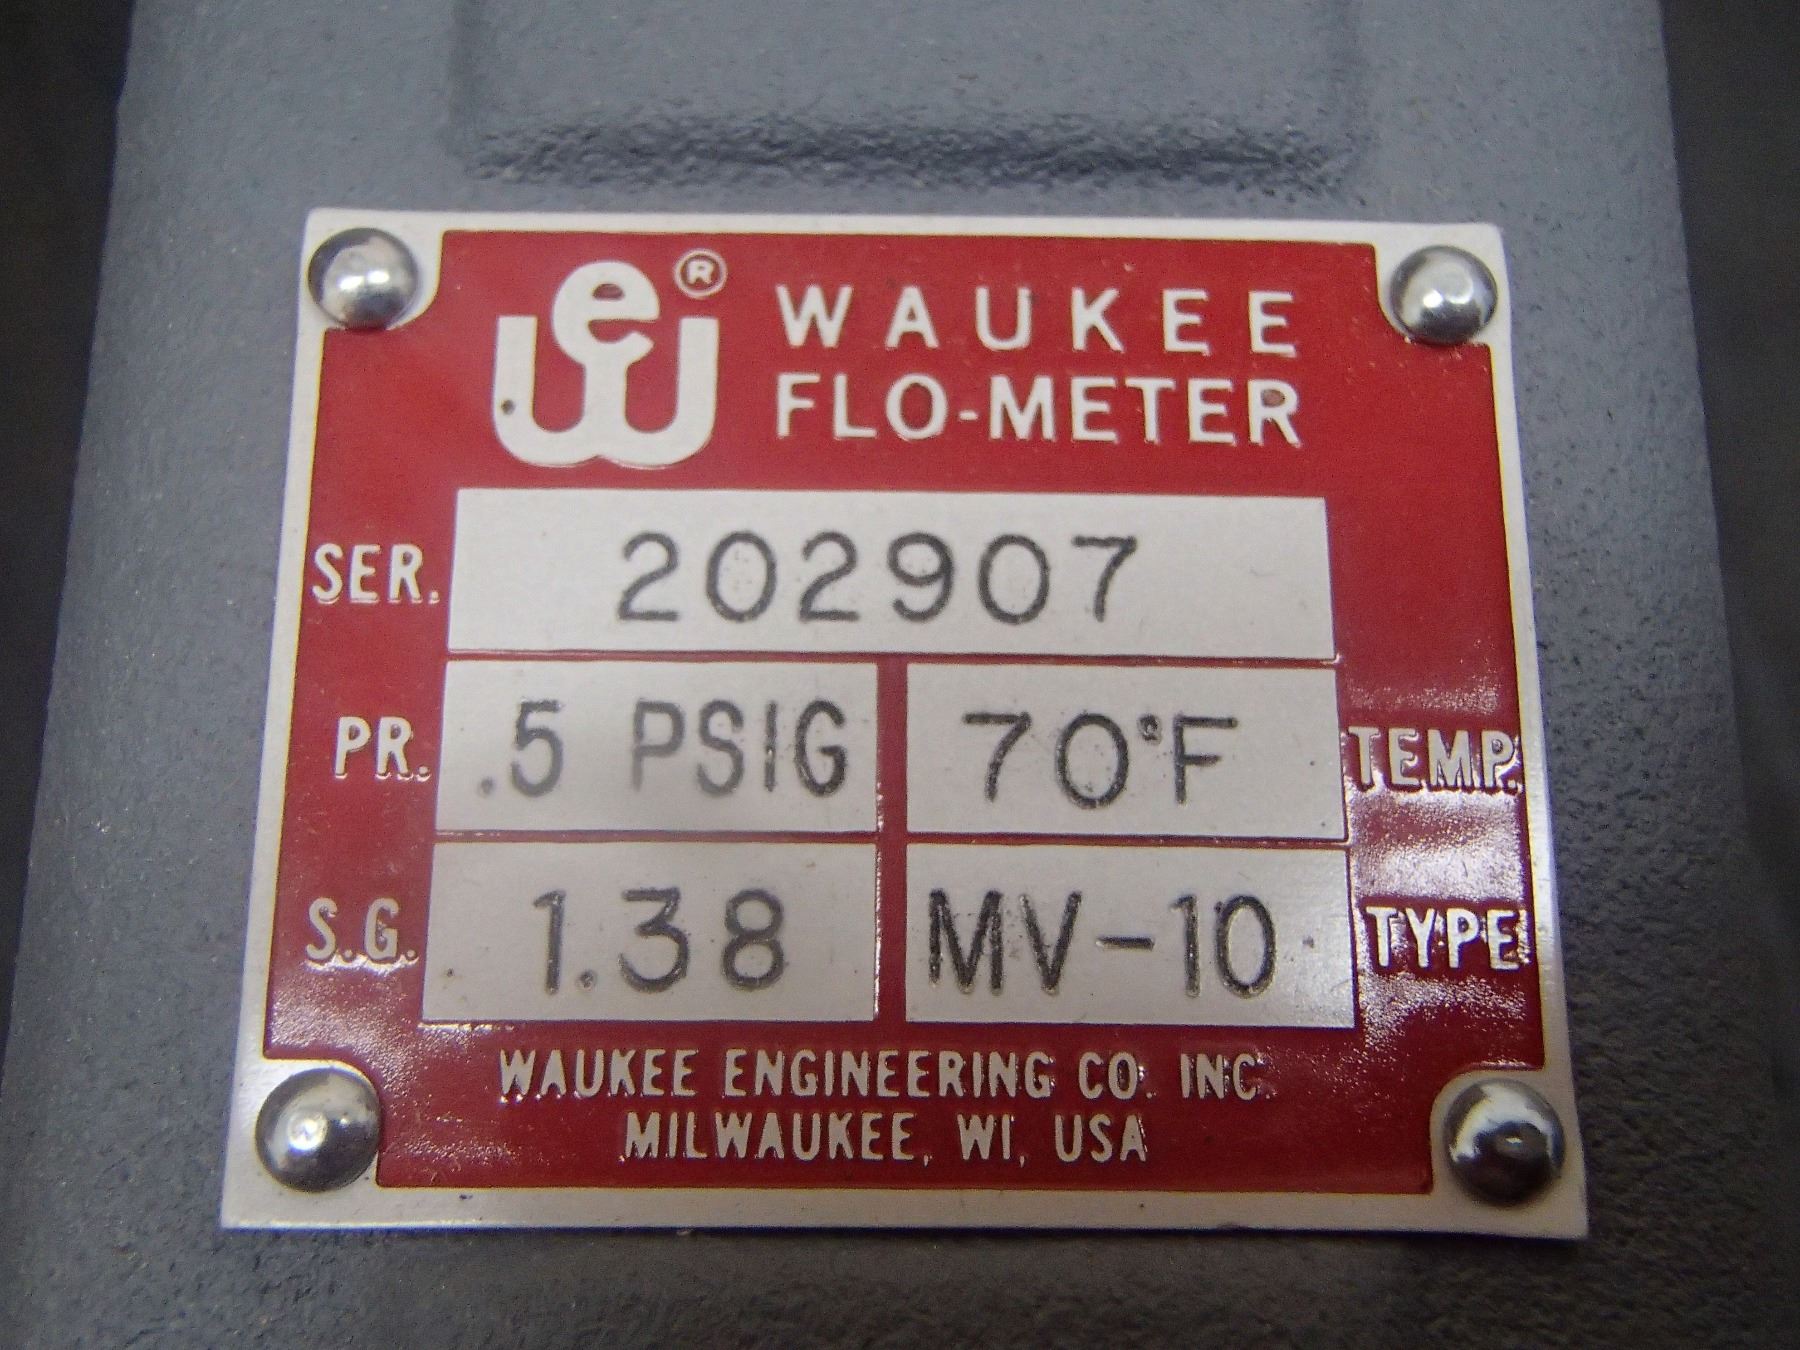 we®
WAUKEE
FLO-METER
SER. 202907
PR. .5 PSIG 70°F TEMP.
S.G. 1.38 MV-10 TYPE
WAUKEE ENGINEERING CO. INC.
MILWAUKEE, WI, USA